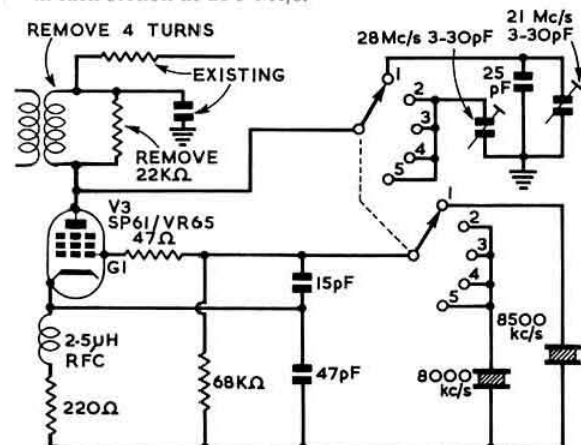 REMOVE 4 TURNS
EXISTING
28Mc/s 3-30pF
21 Mc/s
3-30pF
25
pF
1
2
3
4
5
REMOVE
22KΩ
V3
SP61/VR65
47Ω
G1
1
2
3
4
5
15pF
2·5µH
RFC
68KΩ
47pF
220Ω
8000
kc/s
8500
kc/s